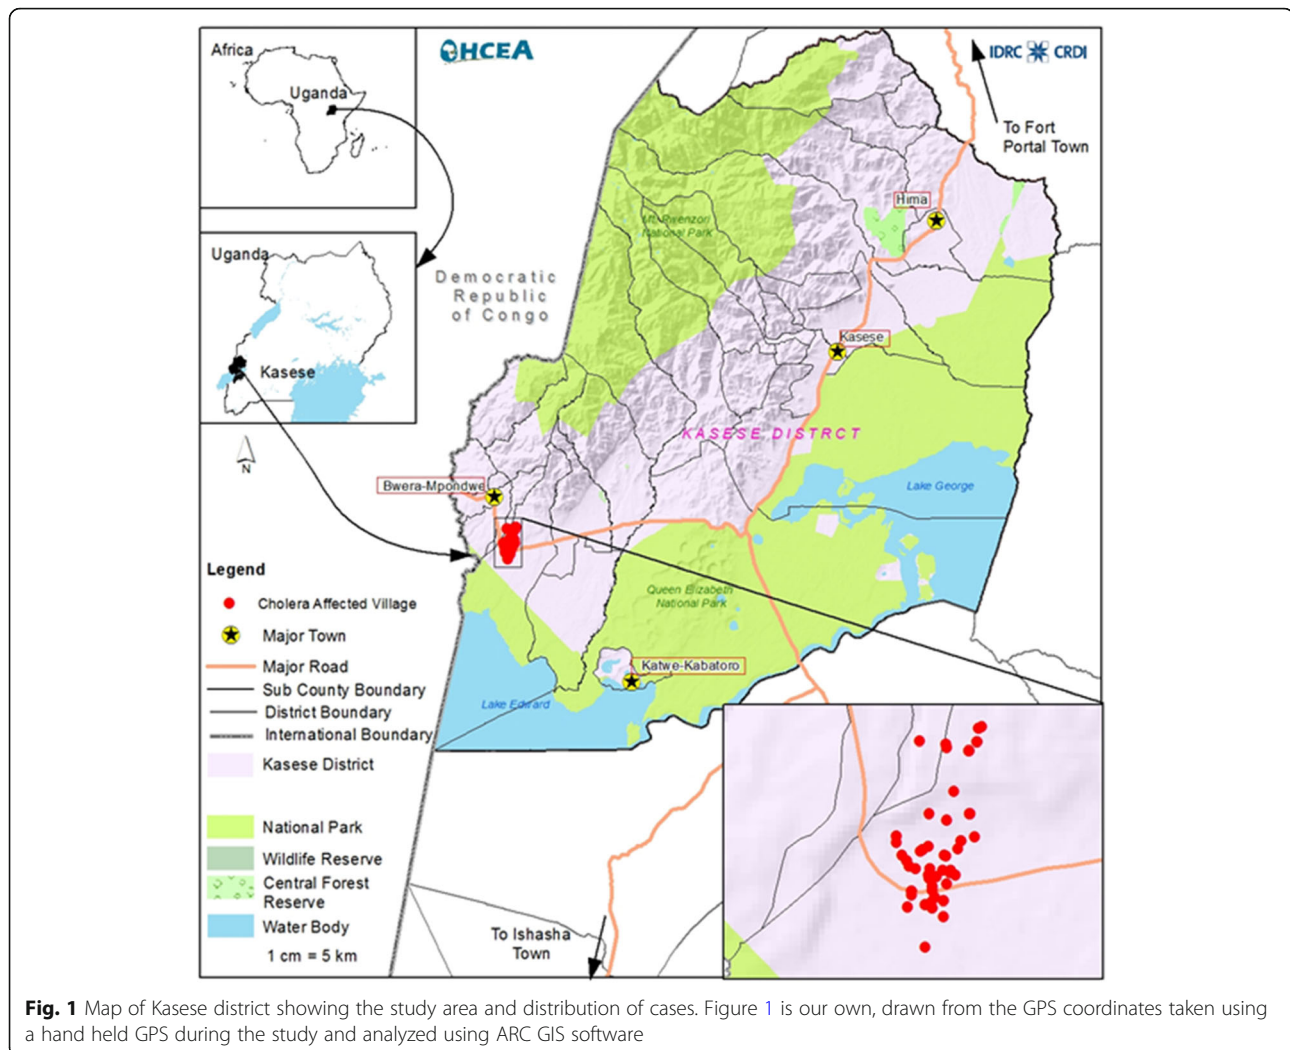 Africa
Uganda
OHCEA
IDRC CRDI
To Fort
Portal Town
Hima
Mt. Rwenzori
National Park
Uganda
Democratic
Republic
of Congo
Kasese
Kasese
KASESE DISTRCT
N
Bwera-Mpondwe
Lake George
Legend
Cholera Affected Village
Major Town
Major Road
Sub County Boundary
District Boundary
International Boundary
Kasese District
National Park
Wildlife Reserve
Central Forest
Reserve
Water Body
1 cm = 5 km
Queen Elizabeth
National Park
Katwe-Kabatoro
Lake Edward
To Ishasha
Town
Fig. 1 Map of Kasese district showing the study area and distribution of cases. Figure 1 is our own, drawn from the GPS coordinates taken using
a hand held GPS during the study and analyzed using ARC GIS software